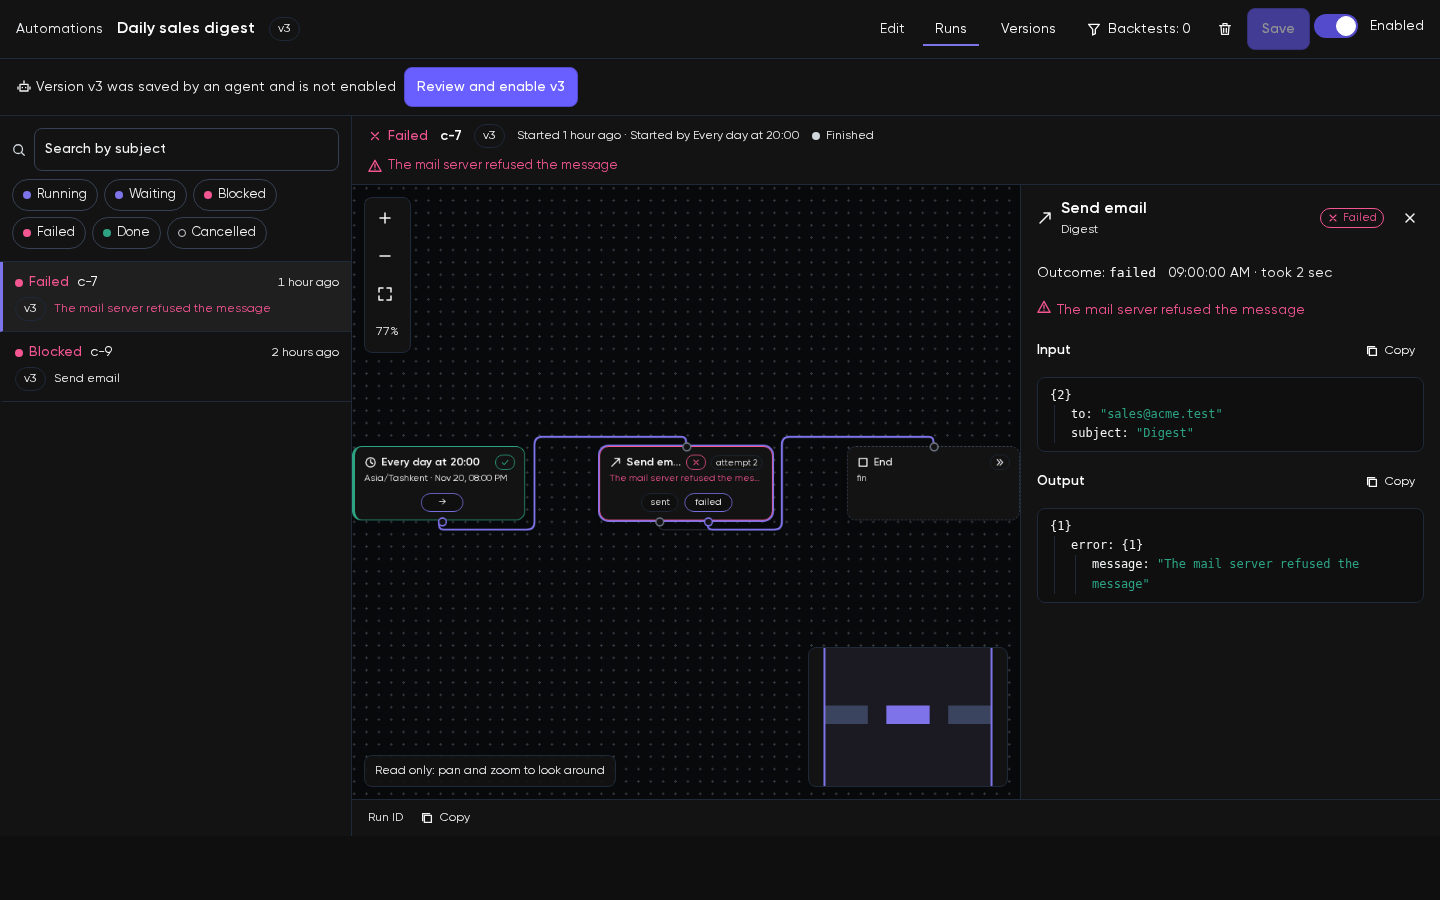 Automations Daily sales digest v3 Edit Runs Versions Backtests: 0 Save Enabled
Version v3 was saved by an agent and is not enabled Review and enable v3
Search by subject
Running Waiting Blocked
Failed Done Cancelled
Failed c-7 1 hour ago
v3 The mail server refused the message
Blocked c-9 2 hours ago
v3 Send email
Failed c-7 v3 Started 1 hour ago · Started by Every day at 20:00 Finished
The mail server refused the message
77%
Every day at 20:00
Asia/Tashkent · Nov 20, 08:00 PM
Send em... attempt 2
The mail server refused the mes...
sent failed
End
fin
Read only: pan and zoom to look around
Send email Failed
Digest
Outcome: failed 09:00:00 AM · took 2 sec
The mail server refused the message
Input Copy
{2}
to: "sales@acme.test"
subject: "Digest"
Output Copy
{1}
error: {1}
message: "The mail server refused the
message"
Run ID Copy